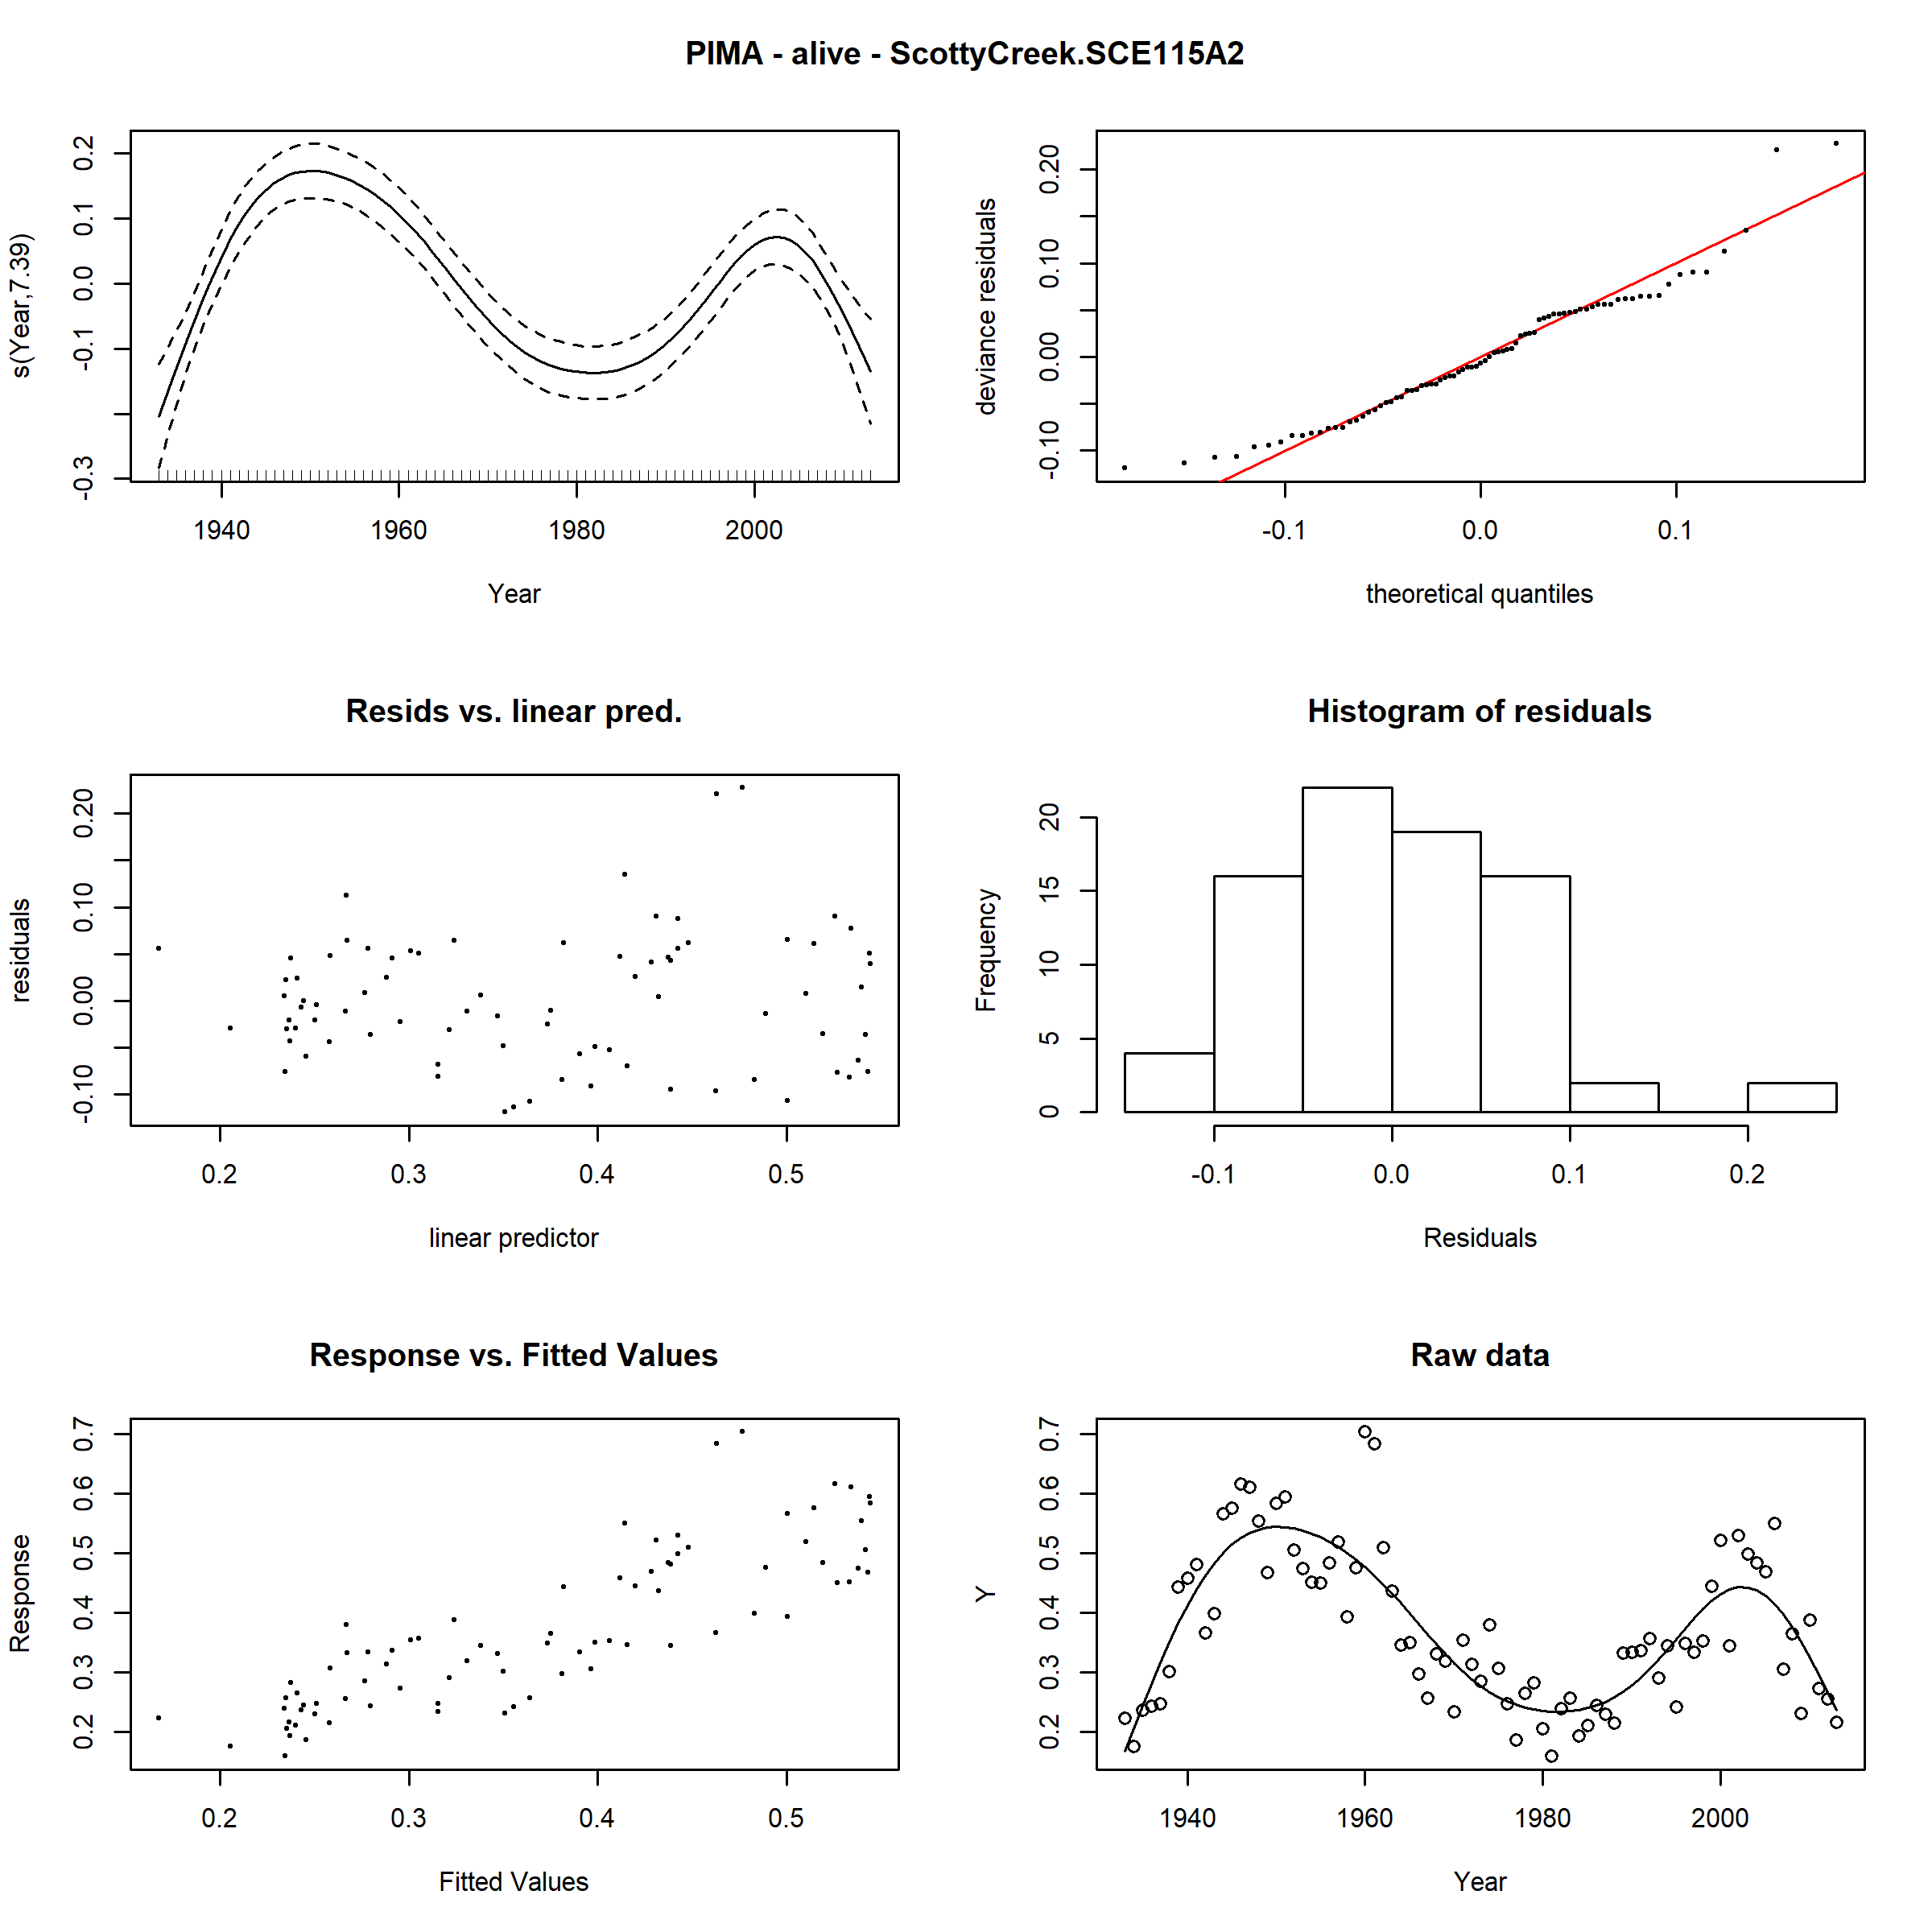 PIMA - alive - ScottyCreek.SCE115A2
s(Year,7.39)
0.2
0.1
0.0
-0.1
-0.3
1940 1960 1980 2000
Year
deviance residuals
0.20
0.10
0.00
-0.10
-0.1 0.0 0.1
theoretical quantiles
Resids vs. linear pred.
residuals
0.20
0.10
0.00
-0.10
0.2 0.3 0.4 0.5
linear predictor
Histogram of residuals
Frequency
20
15
10
5
0
-0.1 0.0 0.1 0.2
Residuals
Response vs. Fitted Values
Response
0.7
0.6
0.5
0.4
0.3
0.2
0.2 0.3 0.4 0.5
Fitted Values
Raw data
Y
0.7
0.6
0.5
0.4
0.3
0.2
1940 1960 1980 2000
Year